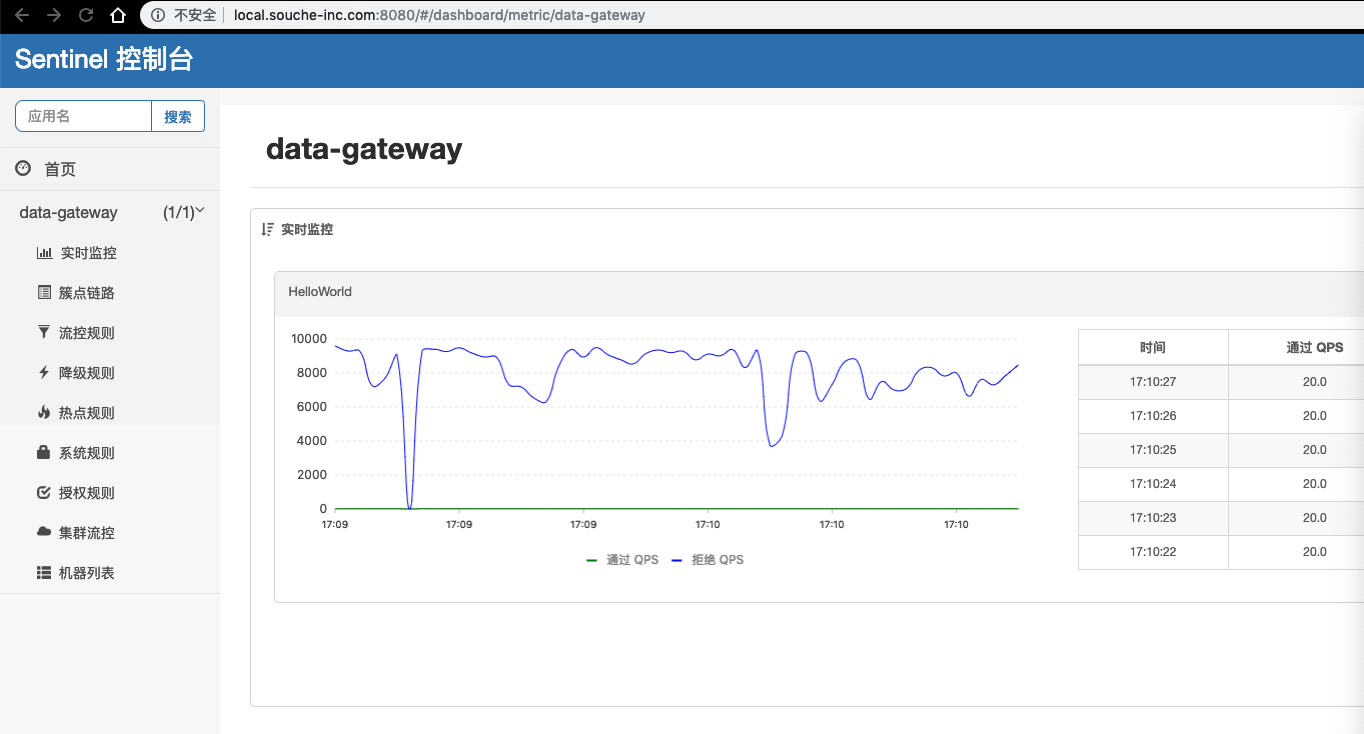 不安全 local.souche-inc.com:8080/#/dashboard/metric/data-gateway
Sentinel 控制台
应用名 搜索
首页
data-gateway (1/1)
实时监控
簇点链路
流控规则
降级规则
热点规则
系统规则
授权规则
集群流控
机器列表
data-gateway
实时监控
HelloWorld
10000
8000
6000
4000
2000
0
17:09 17:09 17:09 17:10 17:10 17:10
通过 QPS 拒绝 QPS
时间 通过 QPS
17:10:27 20.0
17:10:26 20.0
17:10:25 20.0
17:10:24 20.0
17:10:23 20.0
17:10:22 20.0